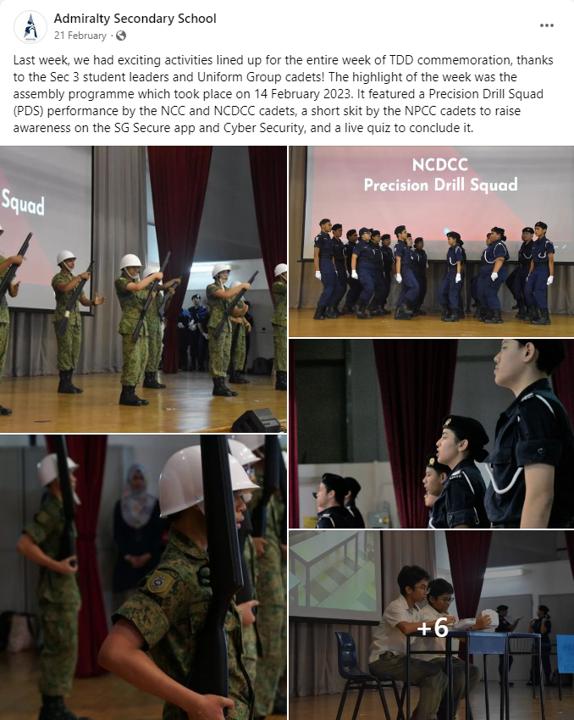 Admiralty Secondary School
21 February ·
Last week, we had exciting activities lined up for the entire week of TDD commemoration, thanks
to the Sec 3 student leaders and Uniform Group cadets! The highlight of the week was the
assembly programme which took place on 14 February 2023. It featured a Precision Drill Squad
(PDS) performance by the NCC and NCDCC cadets, a short skit by the NPCC cadets to raise
awareness on the SG Secure app and Cyber Security, and a live quiz to conclude it.
Squad
NCDCC
Precision Drill Squad
+6